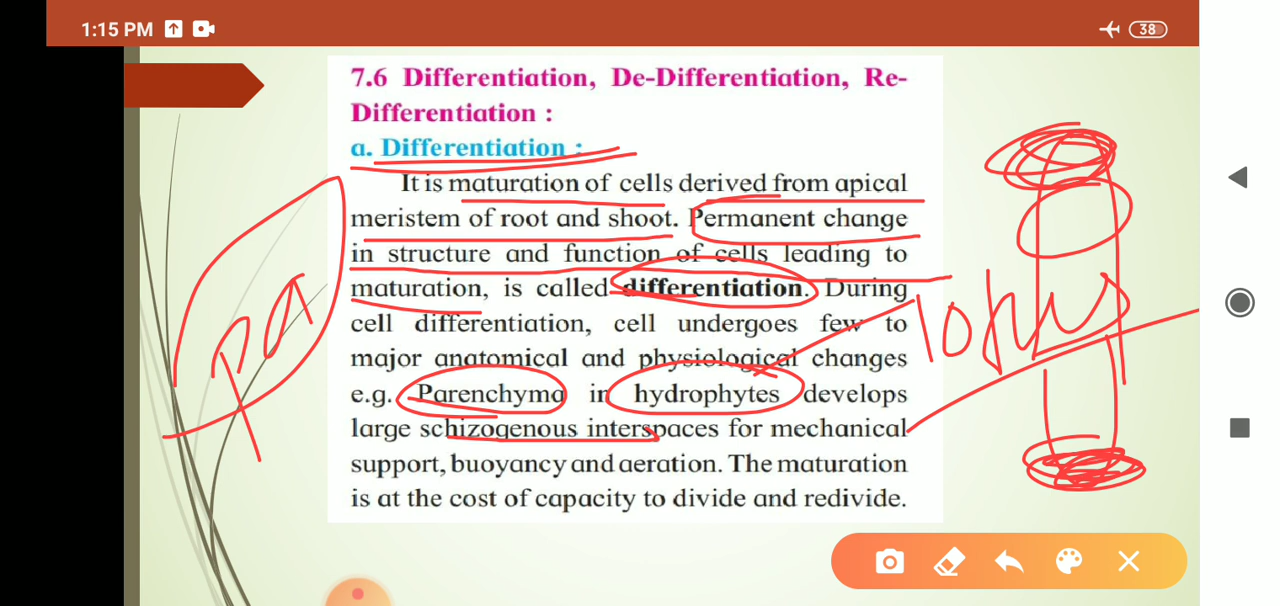 1:15 PM
38
7.6 Differentiation, De-Differentiation, Re-
Differentiation :
a. Differentiation :
It is maturation of cells derived from apical
meristem of root and shoot. Permanent change
in structure and function of cells leading to
maturation, is called differentiation. During
cell differentiation, cell undergoes few to
major anatomical and physiological changes
e.g. Parenchyma in hydrophytes develops
large schizogenous interspaces for mechanical
support, buoyancy and aeration. The maturation
is at the cost of capacity to divide and redivide.